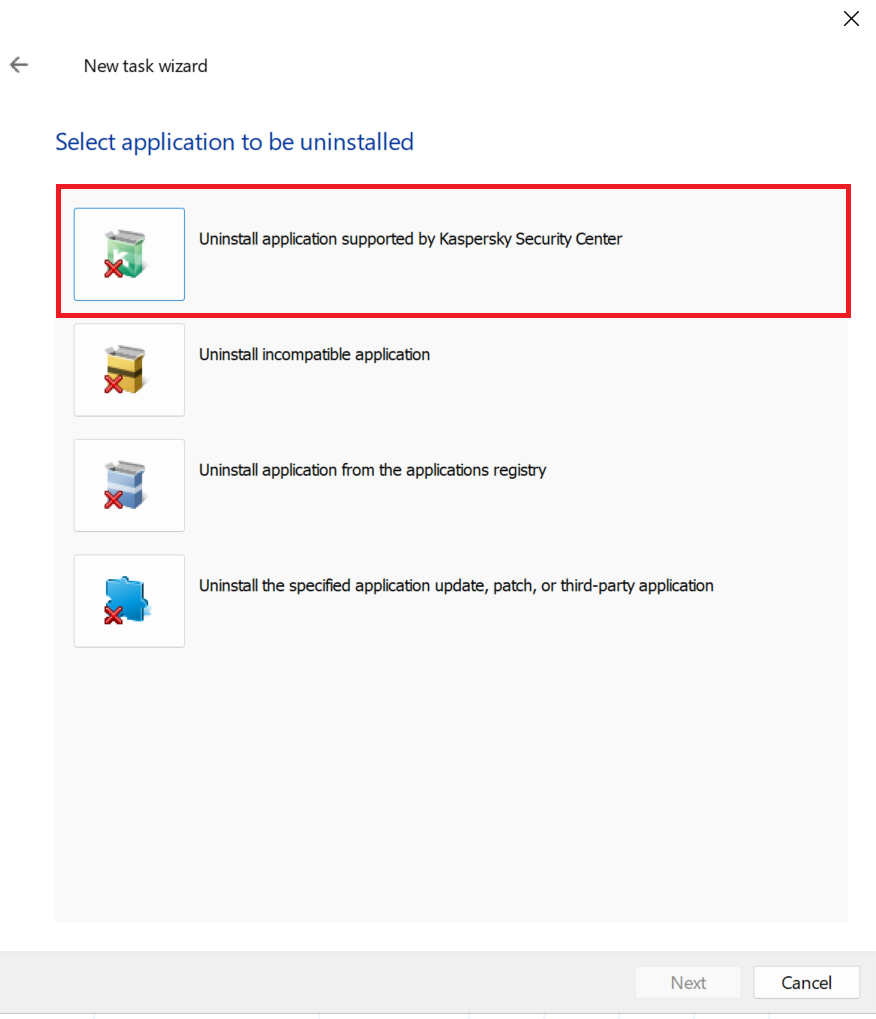 New task wizard
Select application to be uninstalled
Uninstall application supported by Kaspersky Security Center
Uninstall incompatible application
Uninstall application from the applications registry
Uninstall the specified application update, patch, or third-party application
Next
Cancel